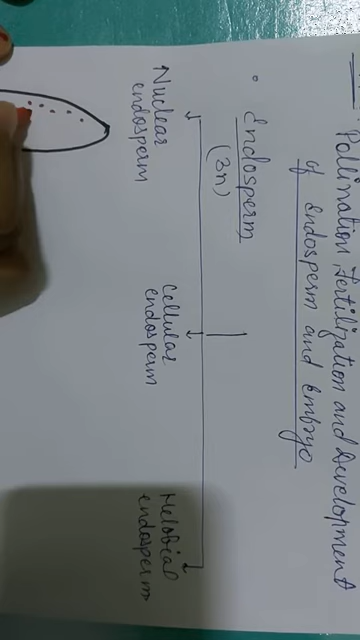 Pollination, Fertilization and Development
of Endosperm and Embryo
Endosperm
(3n)
Nuclear
endosperm
Cellular
endosperm
Helobial
endosperm